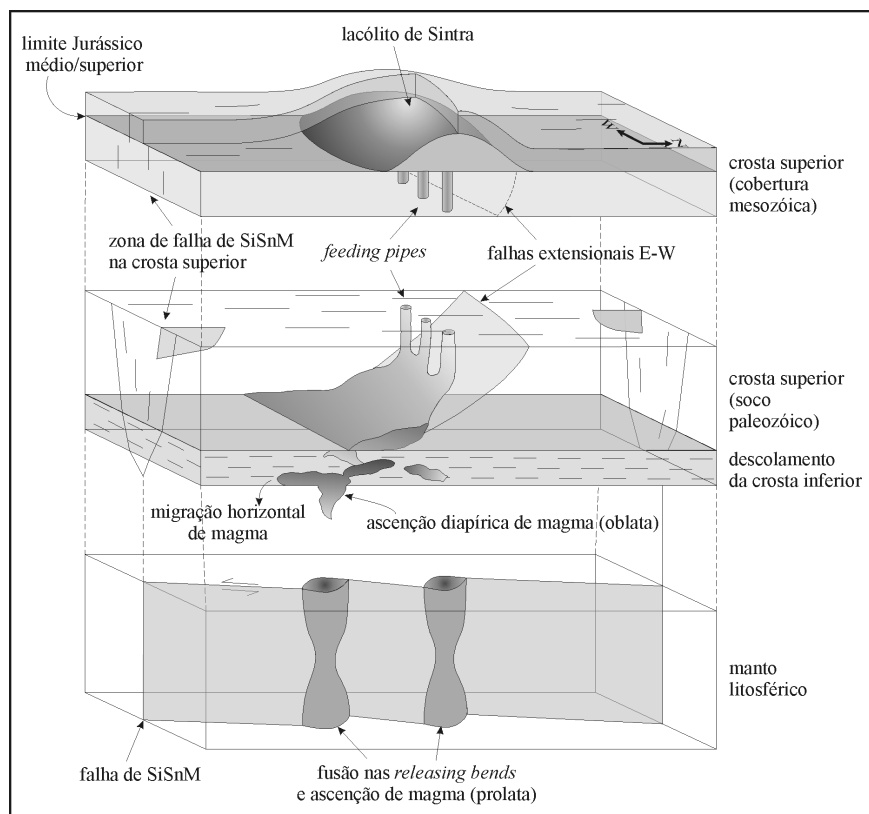 lacólito de Sintra
limite Jurássico
médio/superior
W
N
crosta superior
(cobertura
mesozóica)
zona de falha de SiSnM
na crosta superior
feeding pipes
falhas extensionais E-W
crosta superior
(soco
paleozóico)
descolamento
da crosta inferior
migração horizontal
de magma
ascenção diapírica de magma (oblata)
manto
litosférico
falha de SiSnM
fusão nas releasing bends
e ascenção de magma (prolata)